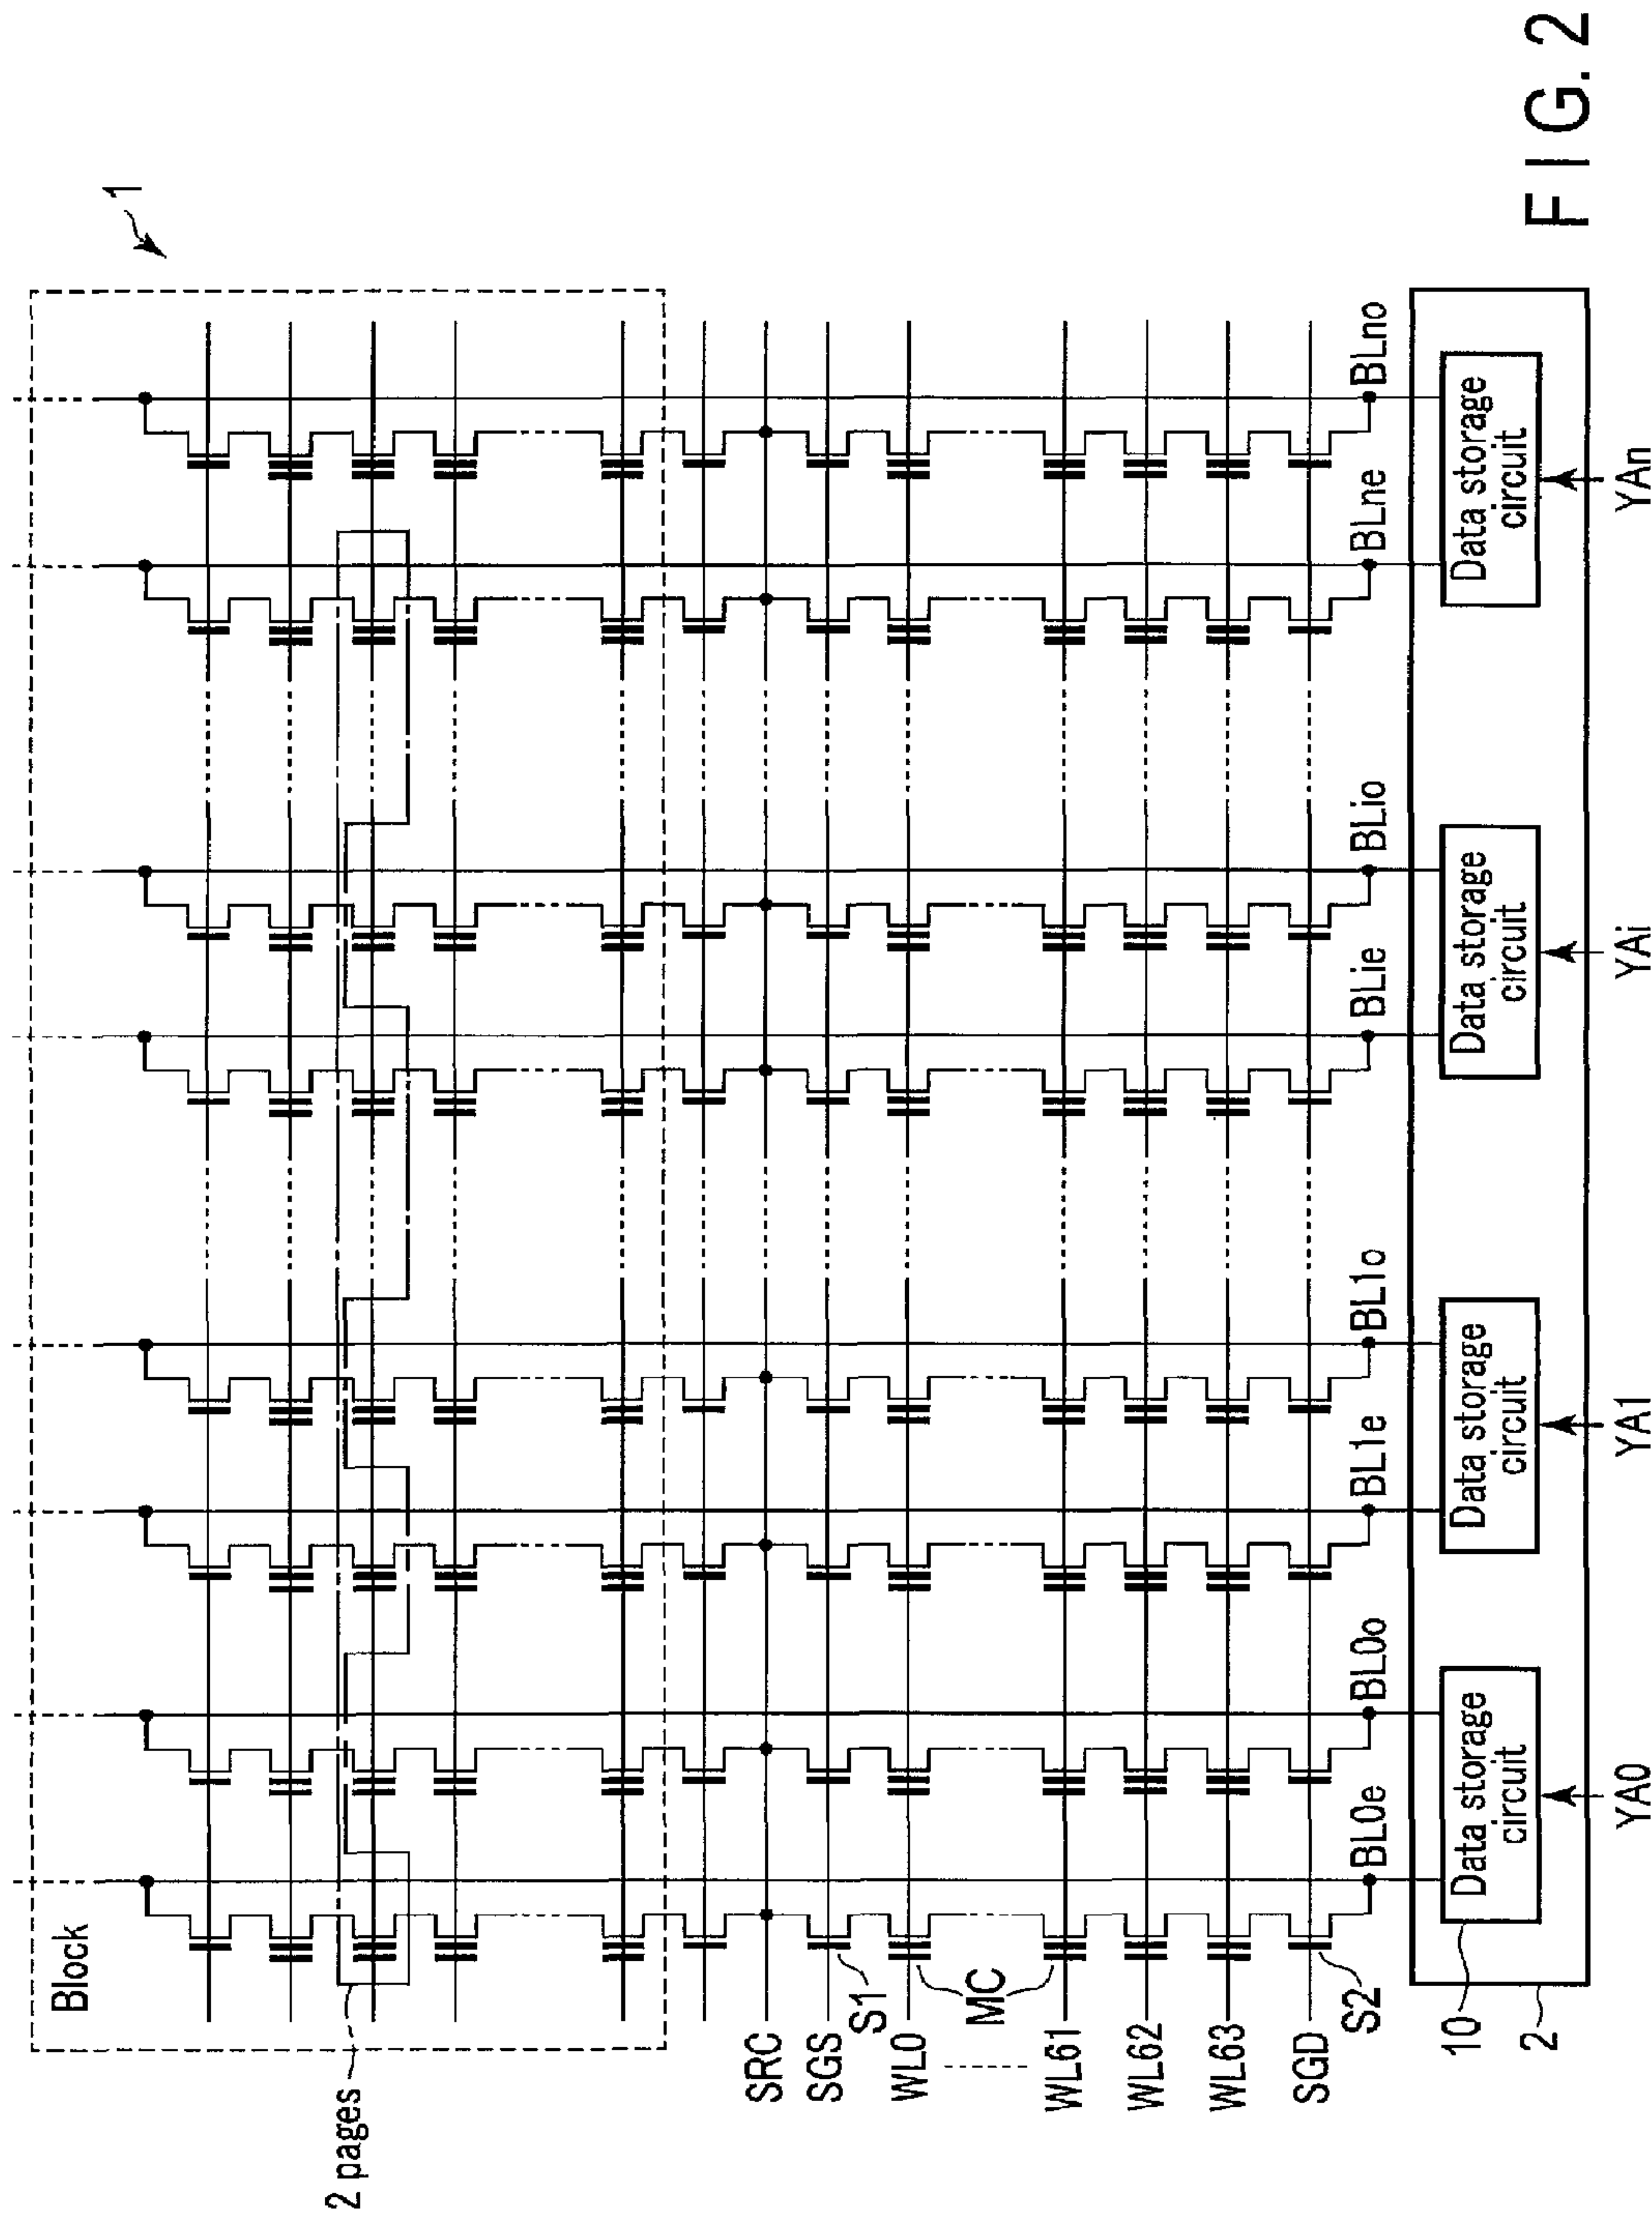 1
Block
2 pages
SRC
SGS
S1
WL0
MC
WL61
WL62
WL63
SGD
S2
BL0e
BL0o
BL1e
BL1o
BLie
BLio
BLne
BLno
Data storage
circuit
Data storage
circuit
Data storage
circuit
Data storage
circuit
10
2
YA0
YA1
YAi
YAn
FIG. 2